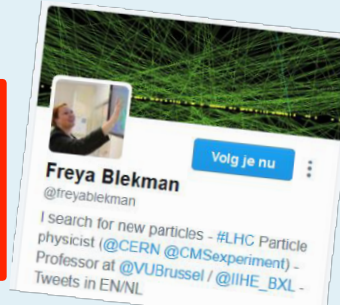 Volg je nu
Freya Blekman
@freyablekman
I search for new particles - #LHC Particle
physicist (@CERN @CMSexperiment) -
Professor at @VUBrussel / @IIHE_BXL -
Tweets in EN/NL